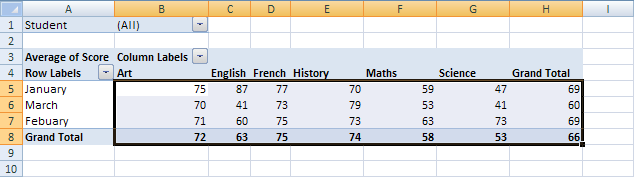 A B C D E F G H I
1 Student (All)
2
3 Average of Score Column Labels
4 Row Labels Art English French History Maths Science Grand Total
5 January 75 87 77 70 59 47 69
6 March 70 41 73 79 53 41 60
7 Febuary 71 60 75 73 63 73 69
8 Grand Total 72 63 75 74 58 53 66
9
10